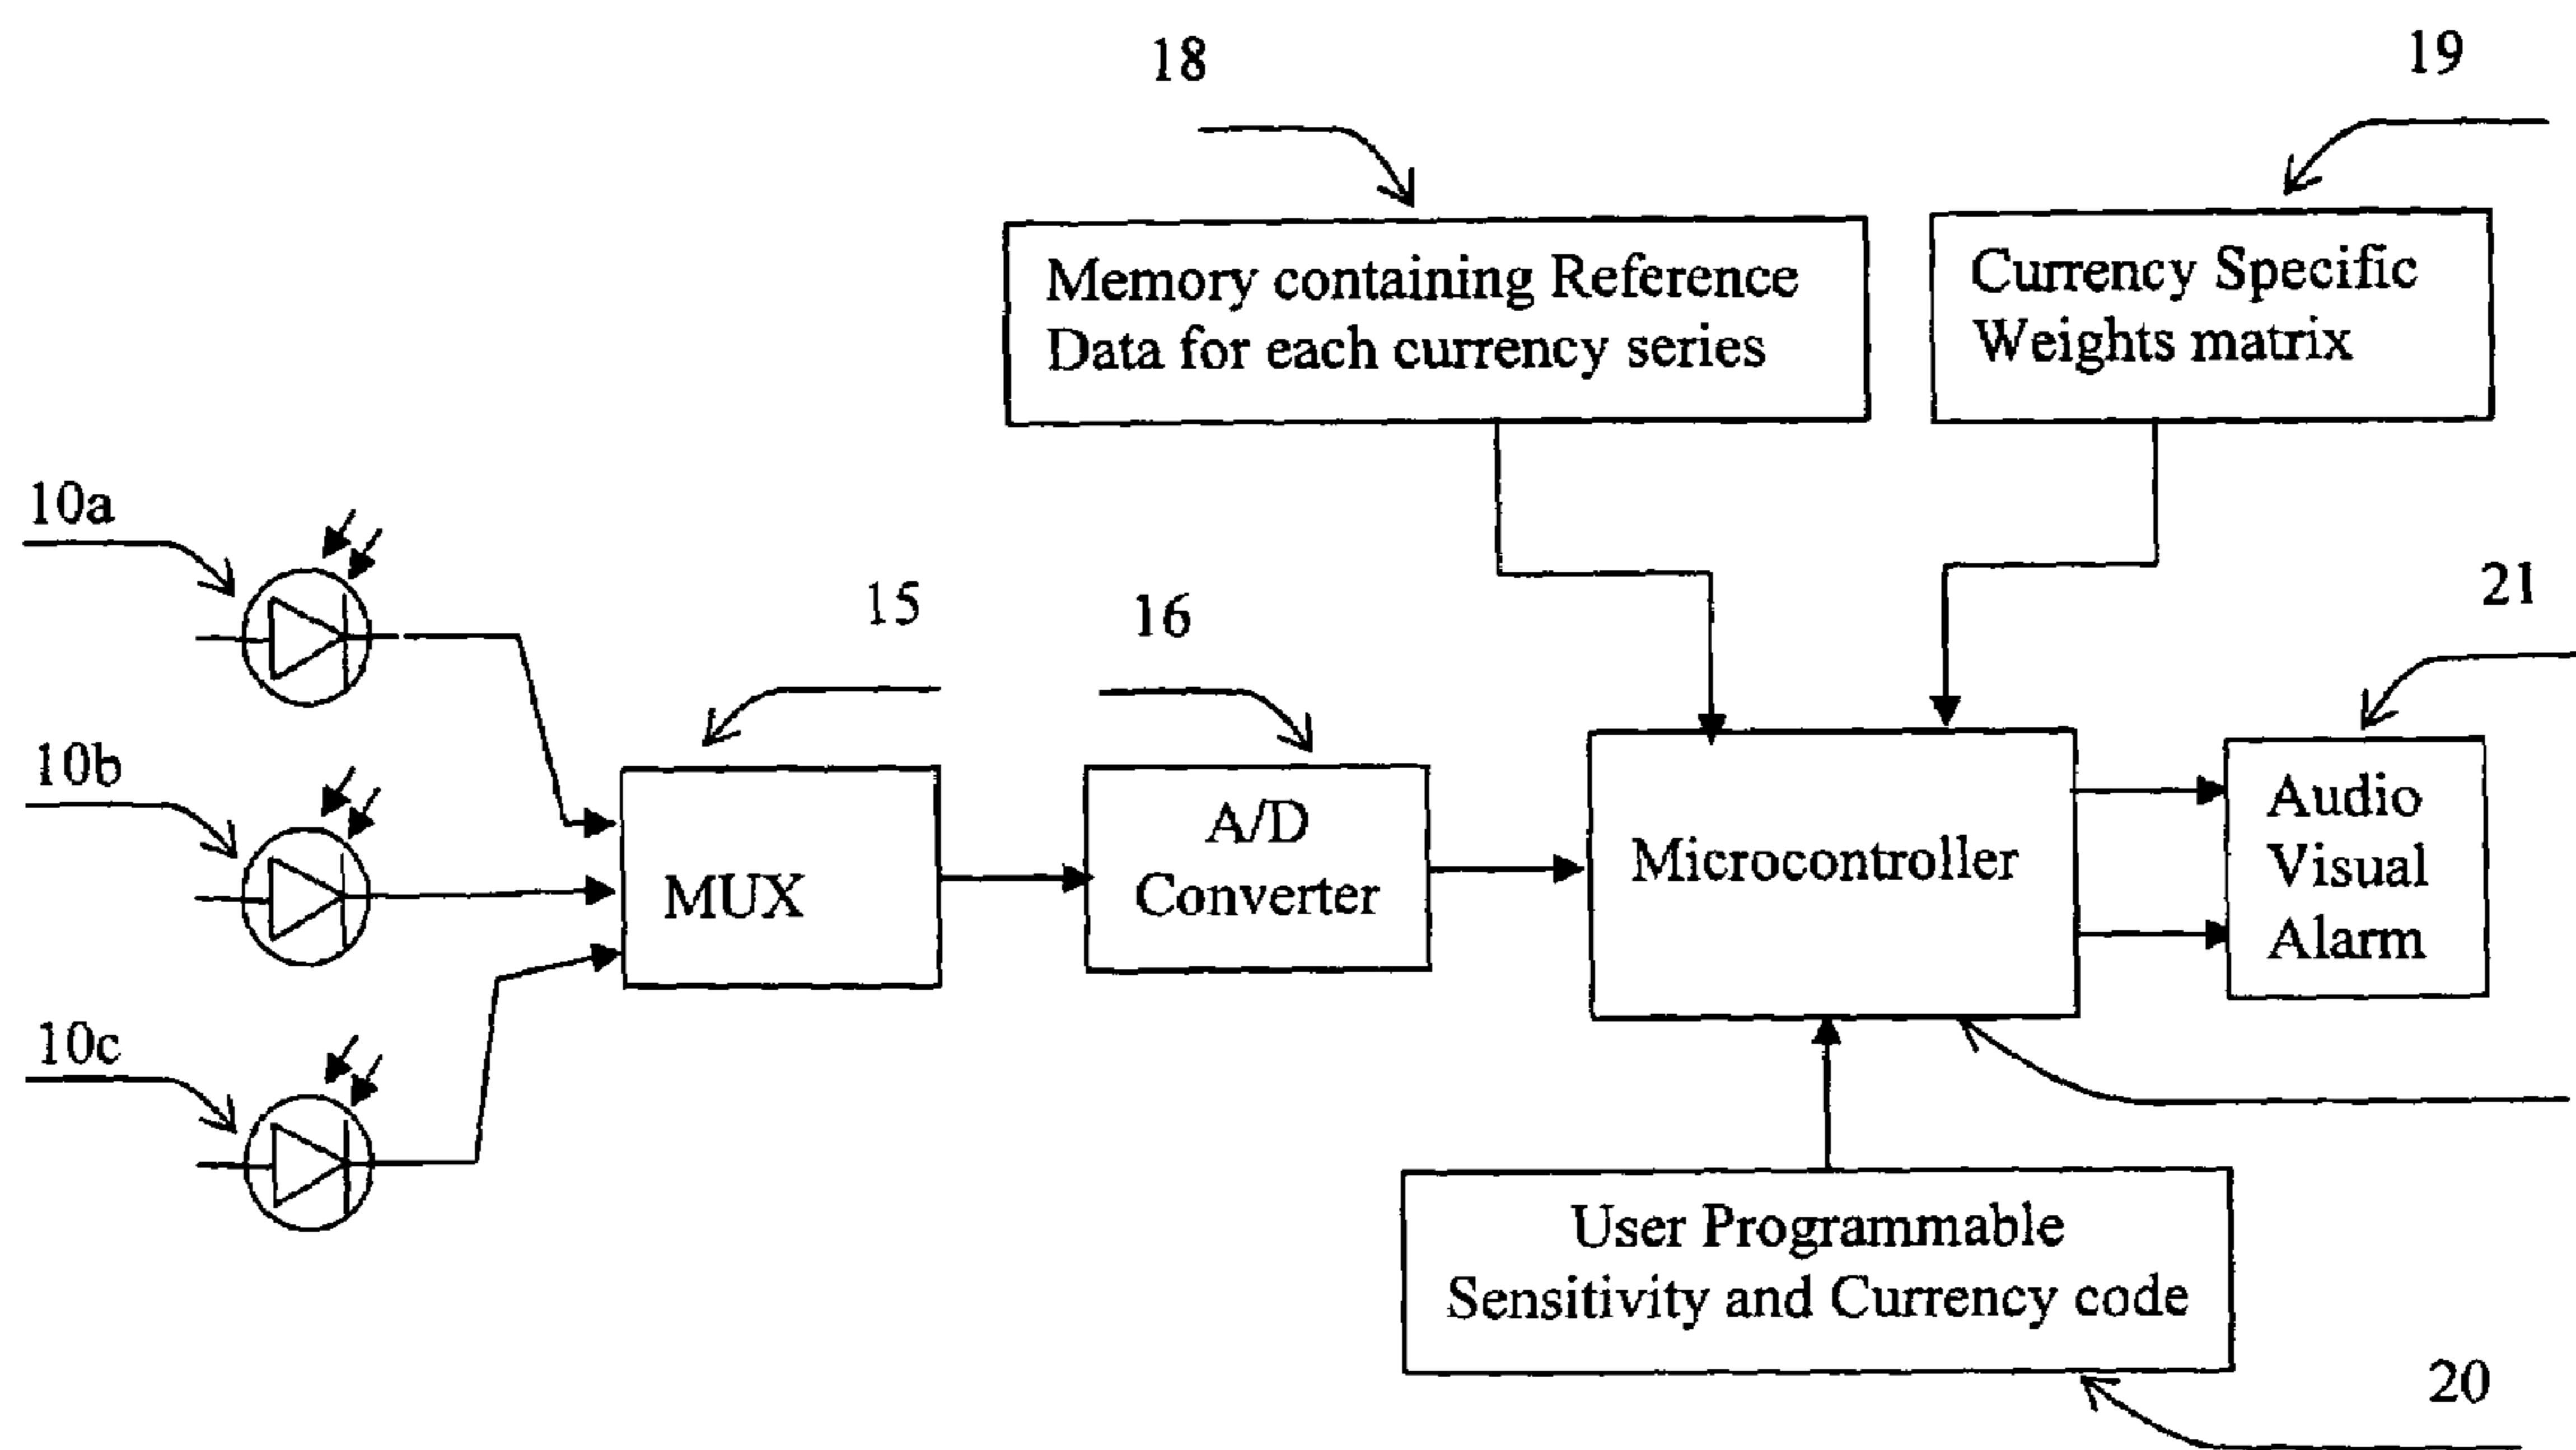 18
19
Memory containing Reference
Data for each currency series
Currency Specific
Weights matrix
10a
15
16
21
10b
MUX
A/D
Converter
Microcontroller
Audio
Visual
Alarm
10c
User Programmable
Sensitivity and Currency code
20